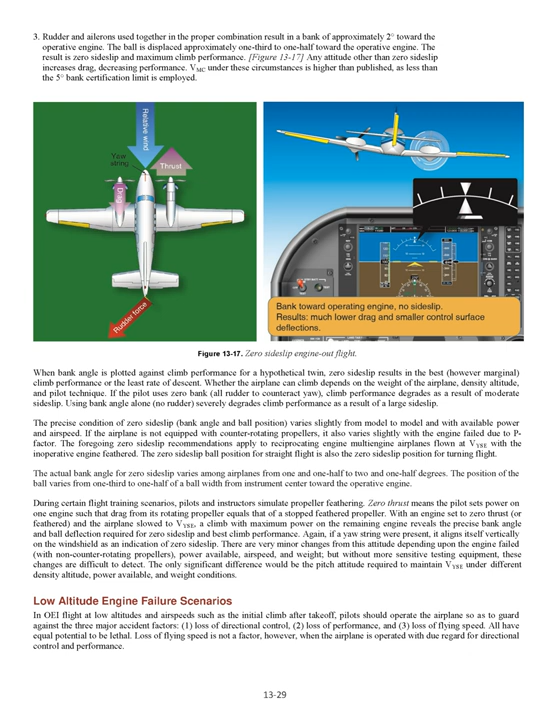 3. Rudder and ailerons used together in the proper combination result in a bank of approximately 2° toward the
operative engine. The ball is displaced approximately one-third to one-half toward the operative engine. The
result is zero sideslip and maximum climb performance. [Figure 13-17] Any attitude other than zero sideslip
increases drag, decreasing performance. VMC under these circumstances is higher than published, as less than
the 5° bank certification limit is employed.
Relative wind
Yaw
string
Thrust
Drag
Rudder force
Bank toward operating engine, no sideslip.
Results: much lower drag and smaller control surface
deflections.
Figure 13-17. Zero sideslip engine-out flight.
When bank angle is plotted against climb performance for a hypothetical twin, zero sideslip results in the best (however marginal)
climb performance or the least rate of descent. Whether the airplane can climb depends on the weight of the airplane, density altitude,
and pilot technique. If the pilot uses zero bank (all rudder to counteract yaw), climb performance degrades as a result of moderate
sideslip. Using bank angle alone (no rudder) severely degrades climb performance as a result of a large sideslip.
The precise condition of zero sideslip (bank angle and ball position) varies slightly from model to model and with available power
and airspeed. If the airplane is not equipped with counter-rotating propellers, it also varies slightly with the engine failed due to P-
factor. The foregoing zero sideslip recommendations apply to reciprocating engine multiengine airplanes flown at VYSE with the
inoperative engine feathered. The zero sideslip ball position for straight flight is also the zero sideslip position for turning flight.
The actual bank angle for zero sideslip varies among airplanes from one and one-half to two and one-half degrees. The position of the
ball varies from one-third to one-half of a ball width from instrument center toward the operative engine.
During certain flight training scenarios, pilots and instructors simulate propeller feathering. Zero thrust means the pilot sets power on
one engine such that drag from its rotating propeller equals that of a stopped feathered propeller. With an engine set to zero thrust (or
feathered) and the airplane slowed to VYSE, a climb with maximum power on the remaining engine reveals the precise bank angle
and ball deflection required for zero sideslip and best climb performance. Again, if a yaw string were present, it aligns itself vertically
on the windshield as an indication of zero sideslip. There are very minor changes from this attitude depending upon the engine failed
(with non-counter-rotating propellers), power available, airspeed, and weight; but without more sensitive testing equipment, these
changes are difficult to detect. The only significant difference would be the pitch attitude required to maintain VYSE under different
density altitude, power available, and weight conditions.
Low Altitude Engine Failure Scenarios
In OEI flight at low altitudes and airspeeds such as the initial climb after takeoff, pilots should operate the airplane so as to guard
against the three major accident factors: (1) loss of directional control, (2) loss of performance, and (3) loss of flying speed. All have
equal potential to be lethal. Loss of flying speed is not a factor, however, when the airplane is operated with due regard for directional
control and performance.
13-29